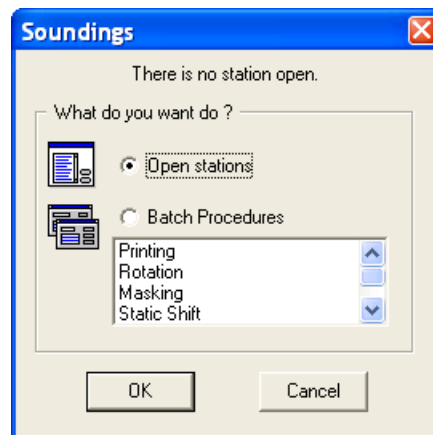 Soundings
There is no station open.
What do you want do ?
Open stations
Batch Procedures
Printing
Rotation
Masking
Static Shift
OK
Cancel